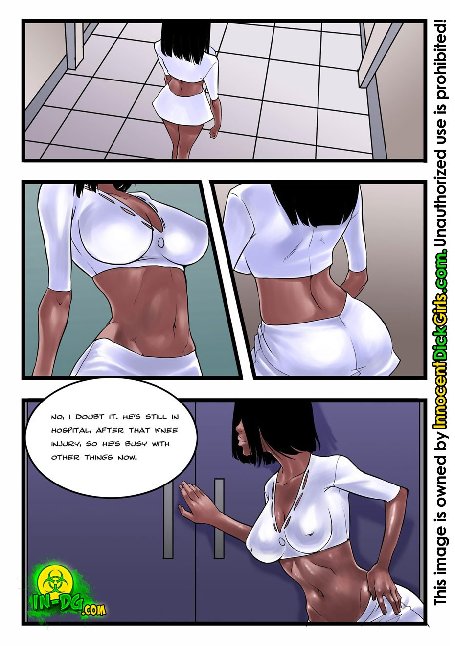 NO, I DOUBT IT. HE'S STILL IN
HOSPITAL, AFTER THAT KNEE
INJURY, SO HE'S BUSY WITH
OTHER THINGS NOW.
IN-DG.COM
This image is owned by InnocentDickGirls.com. Unauthorized use is prohibited!